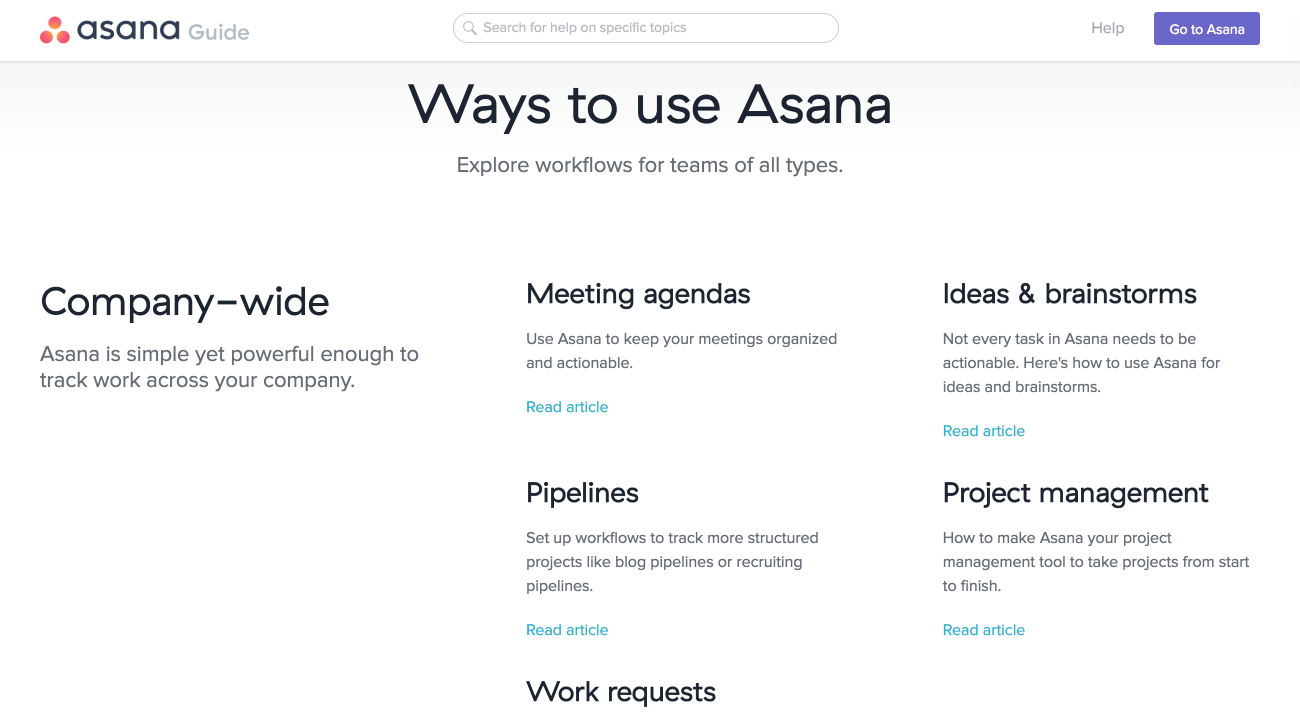 asana Guide
Search for help on specific topics
Help
Go to Asana
Ways to use Asana
Explore workflows for teams of all types.
Company-wide
Asana is simple yet powerful enough to
track work across your company.
Meeting agendas
Use Asana to keep your meetings organized
and actionable.
Read article
Ideas & brainstorms
Not every task in Asana needs to be
actionable. Here's how to use Asana for
ideas and brainstorms.
Read article
Pipelines
Set up workflows to track more structured
projects like blog pipelines or recruiting
pipelines.
Read article
Project management
How to make Asana your project
management tool to take projects from start
to finish.
Read article
Work requests